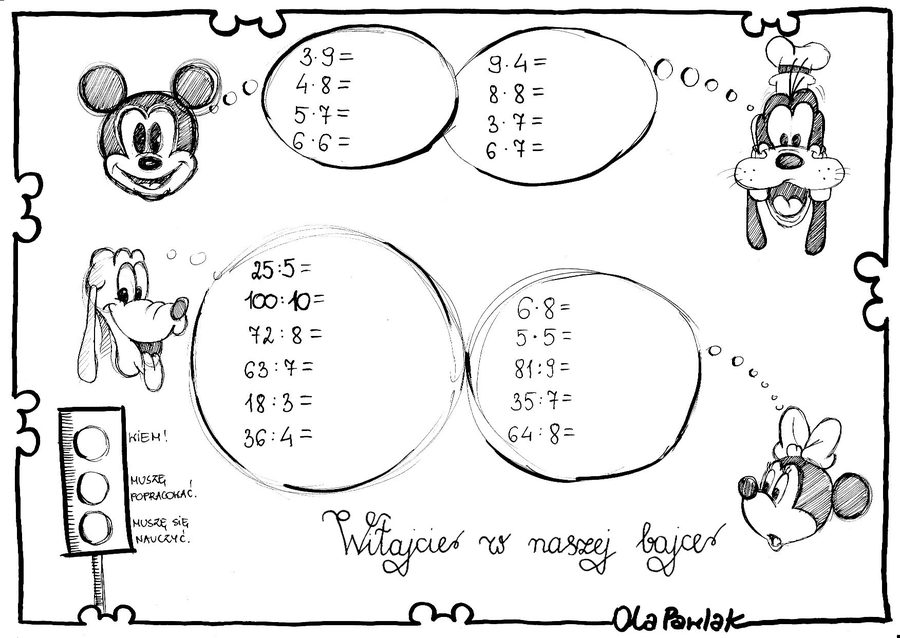 3·9=
4·8=
5·7=
6·6=
9·4=
8·8=
3·7=
6·7=
25:5=
100:10=
72:8=
63:7=
18:3=
36:4=
6·8=
5·5=
81:9=
35:7=
64:8=
WIEM!
MUSZĘ
POPRACOWAĆ.
MUSZĘ SIĘ
NAUCZYĆ.
Witajcie w naszej bajce
Ola Pawlak